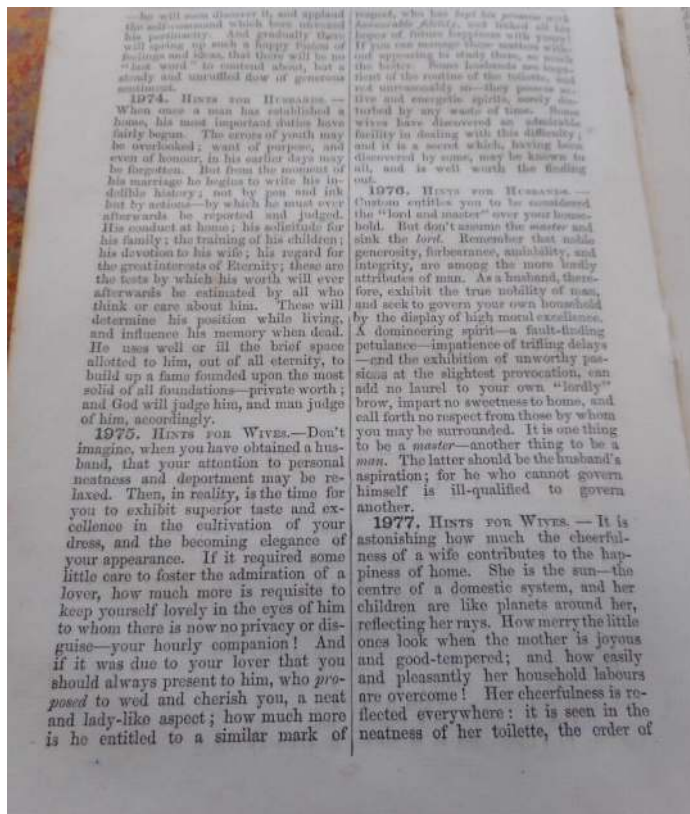 —he will soon discover it, and applaud
the self-command which bore
his pertinacity. And gradually there
will spring up such a happy fusion of
feelings and ideas, that there will be no
"last word" to contend about, but a
steady and unruffled flow of generous
sentiment.
1974. HINTS FOR HUSBANDS.—
When once a man has established a
home, his most important duties have
fairly begun. The errors of youth may
be overlooked; want of purpose, and
even of honour, in his earlier days may
be forgotten. But from the moment of
his marriage he begins to write his in-
delible history; not by pen and ink
but by actions—by which he must ever
afterwards be reported and judged.
His conduct at home; his solicitude for
his family; the training of his children;
his devotion to his wife; his regard for
the great interests of Eternity; these are
the tests by which his worth will ever
afterwards be estimated by all who
think or care about him. These will
determine his position while living,
and influence his memory when dead.
He uses well or ill the brief space
allotted to him, out of all eternity, to
build up a fame founded upon the most
solid of all foundations—private worth;
and God will judge him, and man judge
of him, accordingly.
1975. HINTS FOR WIVES.—Don't
imagine, when you have obtained a hus-
band, that your attention to personal
neatness and deportment may be re-
laxed. Then, in reality, is the time for
you to exhibit superior taste and ex-
cellence in the cultivation of your
dress, and the becoming elegance of
your appearance. If it required some
little care to foster the admiration of a
lover, how much more is requisite to
keep yourself lovely in the eyes of him
to whom there is now no privacy or dis-
guise—your hourly companion! And
if it was due to your lover that you
should always present to him, who pro-
posed to wed and cherish you, a neat
and lady-like aspect; how much more
is he entitled to a similar mark of
respect, who has kept his promise with
honourable fidelity, and linked all his
hopes of future happiness with yours?
If you can manage these matters with-
out appearing to study them, so much
the better. Some husbands are impa-
tient of the routine of the toilette, and
not unreasonably so—they possess ac-
tive and energetic spirits, sorely dis-
turbed by any waste of time. Some
wives have discovered an admirable
facility in dealing with this difficulty;
and it is a secret which, having been
discovered by some, may be known to
all, and is well worth the finding
out.
1976. HINTS FOR HUSBANDS.—
Custom entitles you to be considered
the "lord and master" over your house-
hold. But don't assume the master and
sink the lord. Remember that noble
generosity, forbearance, amiability, and
integrity, are among the more lordly
attributes of man. As a husband, there-
fore, exhibit the true nobility of man,
and seek to govern your own household
by the display of high moral excellence.
A domineering spirit—a fault-finding
petulance—impatience of trifling delays
—and the exhibition of unworthy pas-
sions at the slightest provocation, can
add no laurel to your own "lordly"
brow, impart no sweetness to home, and
call forth no respect from those by whom
you may be surrounded. It is one thing
to be a master—another thing to be a
man. The latter should be the husband's
aspiration; for he who cannot govern
himself is ill-qualified to govern
another.
1977. HINTS FOR WIVES.—It is
astonishing how much the cheerful-
ness of a wife contributes to the hap-
piness of home. She is the sun—the
centre of a domestic system, and her
children are like planets around her,
reflecting her rays. How merry the little
ones look when the mother is joyous
and good-tempered; and how easily
and pleasantly her household labours
are overcome! Her cheerfulness is re-
flected everywhere: it is seen in the
neatness of her toilette, the order of